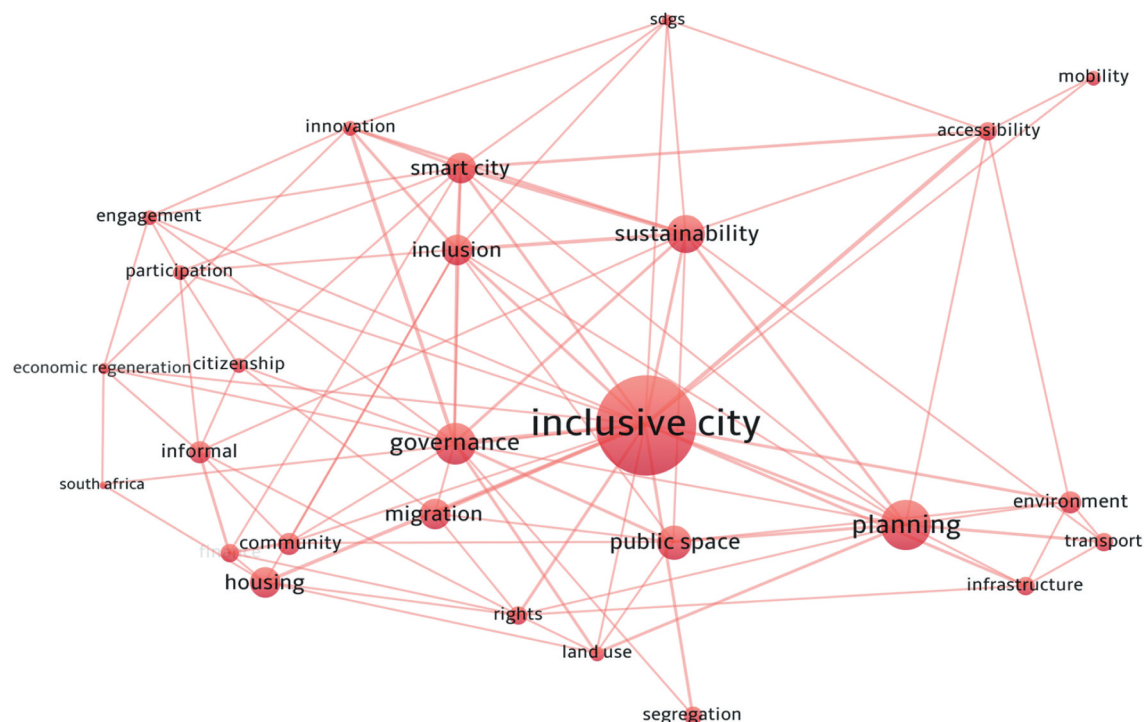 sdgs
mobility
innovation
accessibility
smart city
engagement
sustainability
inclusion
participation
economic regeneration
citizenship
inclusive city
governance
informal
south africa
environment
migration
planning
public space
transport
community
housing
infrastructure
rights
land use
segregation